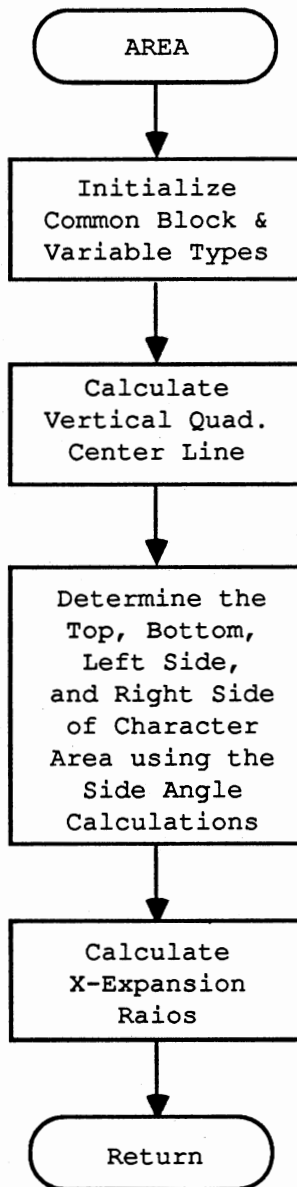 AREA
Initialize
Common Block &
Variable Types
Calculate
Vertical Quad.
Center Line
Determine the
Top, Bottom,
Left Side,
and Right Side
of Character
Area using the
Side Angle
Calculations
Calculate
X-Expansion
Raios
Return